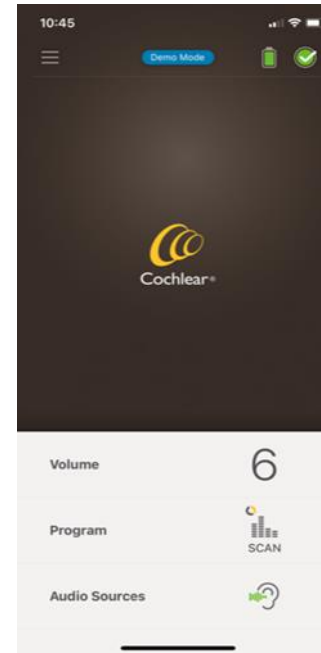 10:45
Demo Mode
Cochlear®
Volume 6
Program
SCAN
Audio Sources